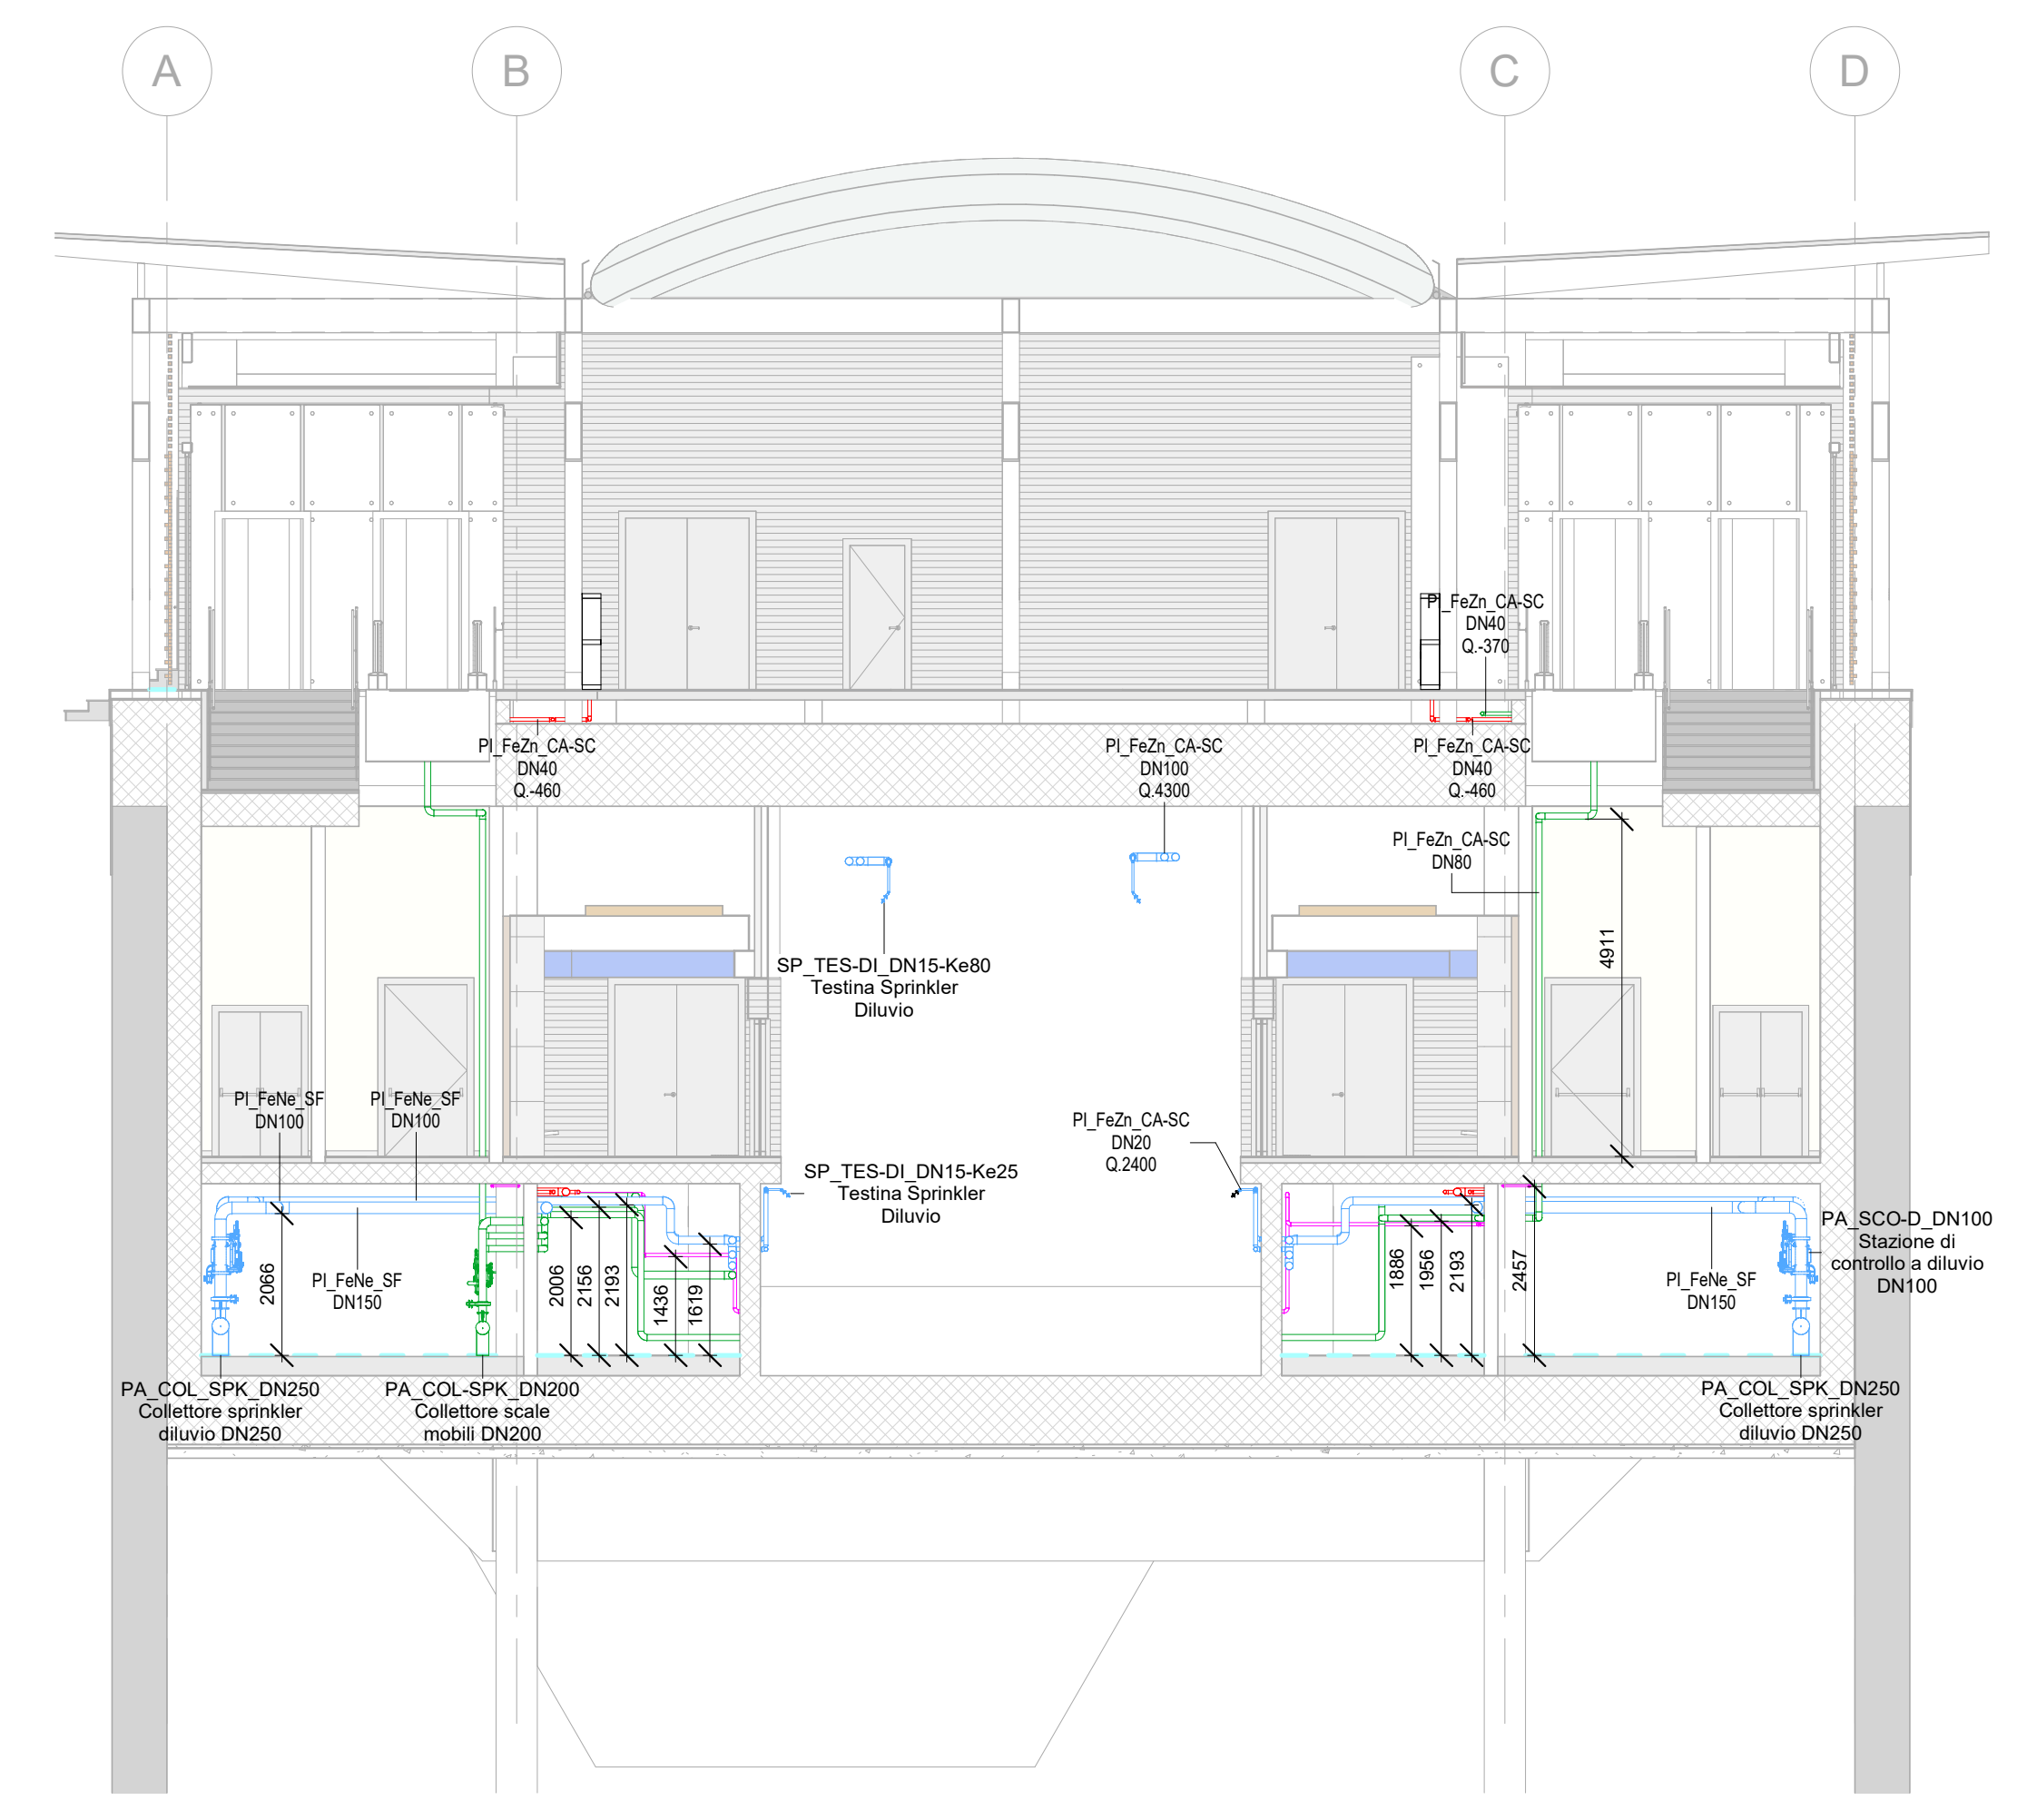 A
B
C
D
PI_FeZn_CA-SC
DN40
Q.-370
PI_FeZn_CA-SC
DN40
Q.-460
PI_FeZn_CA-SC
DN100
Q.4300
PI_FeZn_CA-SC
DN40
Q.-460
PI_FeZn_CA-SC
DN80
4911
SP_TES-DI_DN15-Ke80
Testina Sprinkler
Diluvio
PI_FeNe_SF
DN100
PI_FeNe_SF
DN100
PI_FeZn_CA-SC
DN20
Q.2400
SP_TES-DI_DN15-Ke25
Testina Sprinkler
Diluvio
2066
PI_FeNe_SF
DN150
2006
2156
2193
1436
1619
1886
1956
2193
2457
PI_FeNe_SF
DN150
PA_SCO-D_DN100
Stazione di
controllo a diluvio
DN100
PA_COL_SPK_DN250
Collettore sprinkler
diluvio DN250
PA_COL-SPK_DN200
Collettore scale
mobili DN200
PA_COL_SPK_DN250
Collettore sprinkler
diluvio DN250